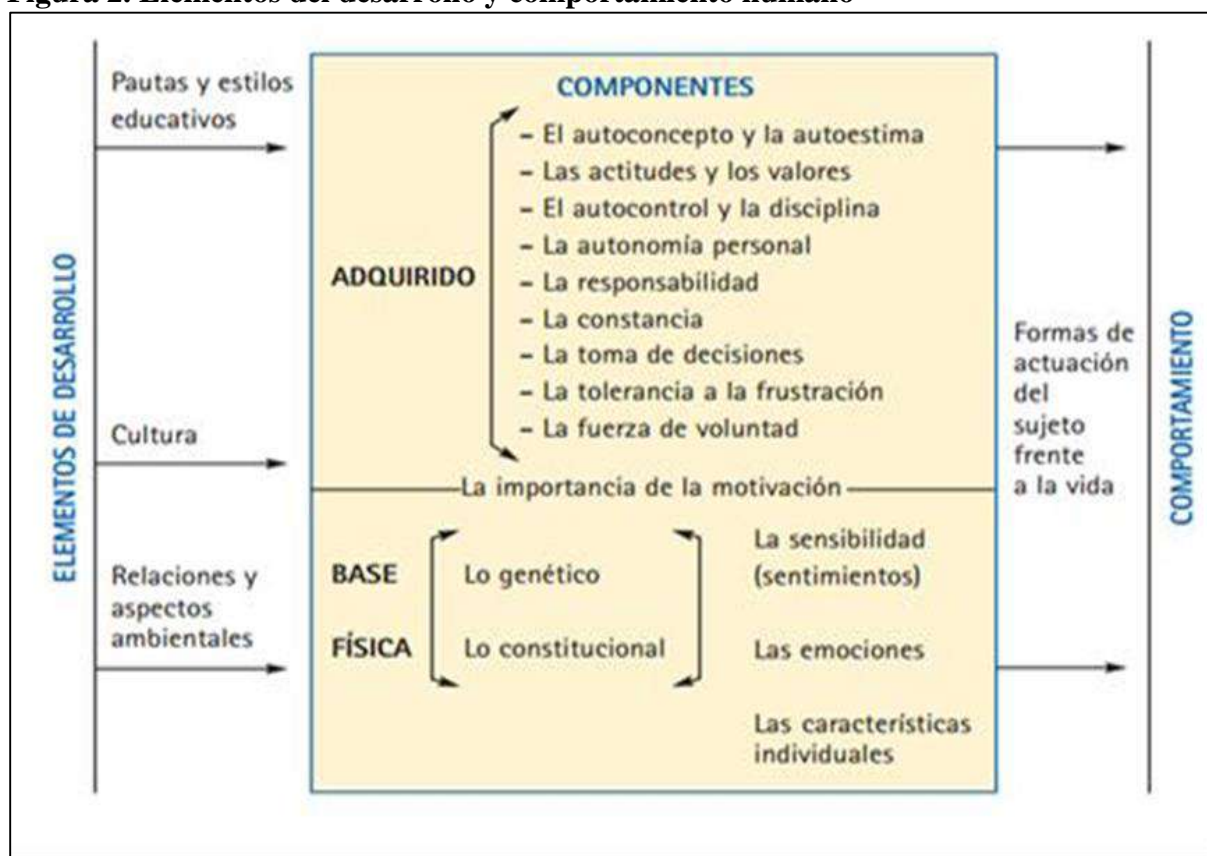 Figura 2. Elementos del desarrollo y comportamiento humano
ELEMENTOS DE DESARROLLO
Pautas y estilos
educativos
Cultura
Relaciones y
aspectos
ambientales
COMPONENTES
ADQUIRIDO
– El autoconcepto y la autoestima
– Las actitudes y los valores
– El autocontrol y la disciplina
– La autonomía personal
– La responsabilidad
– La constancia
– La toma de decisiones
– La tolerancia a la frustración
– La fuerza de voluntad
La importancia de la motivación
BASE
FÍSICA
Lo genético
Lo constitucional
La sensibilidad
(sentimientos)
Las emociones
Las características
individuales
Formas de
actuación
del
sujeto
frente
a la vida
COMPORTAMIENTO